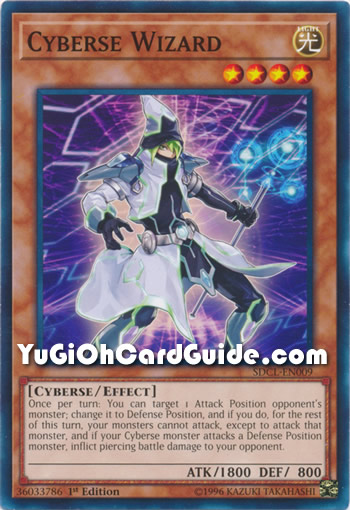 CYBERSE WIZARD
LIGHT
光
YuGiOhCardGuide.com
SDCL-EN009
[CYBERSE/EFFECT]
Once per turn: You can target 1 Attack Position opponent's
monster; change it to Defense Position, and if you do, for the rest
of this turn, your monsters cannot attack, except to attack that
monster, and if your Cyberse monster attacks a Defense Position
monster, inflict piercing battle damage to your opponent.
ATK/1800 DEF/ 800
36033786 1st Edition ©1996 KAZUKI TAKAHASHI